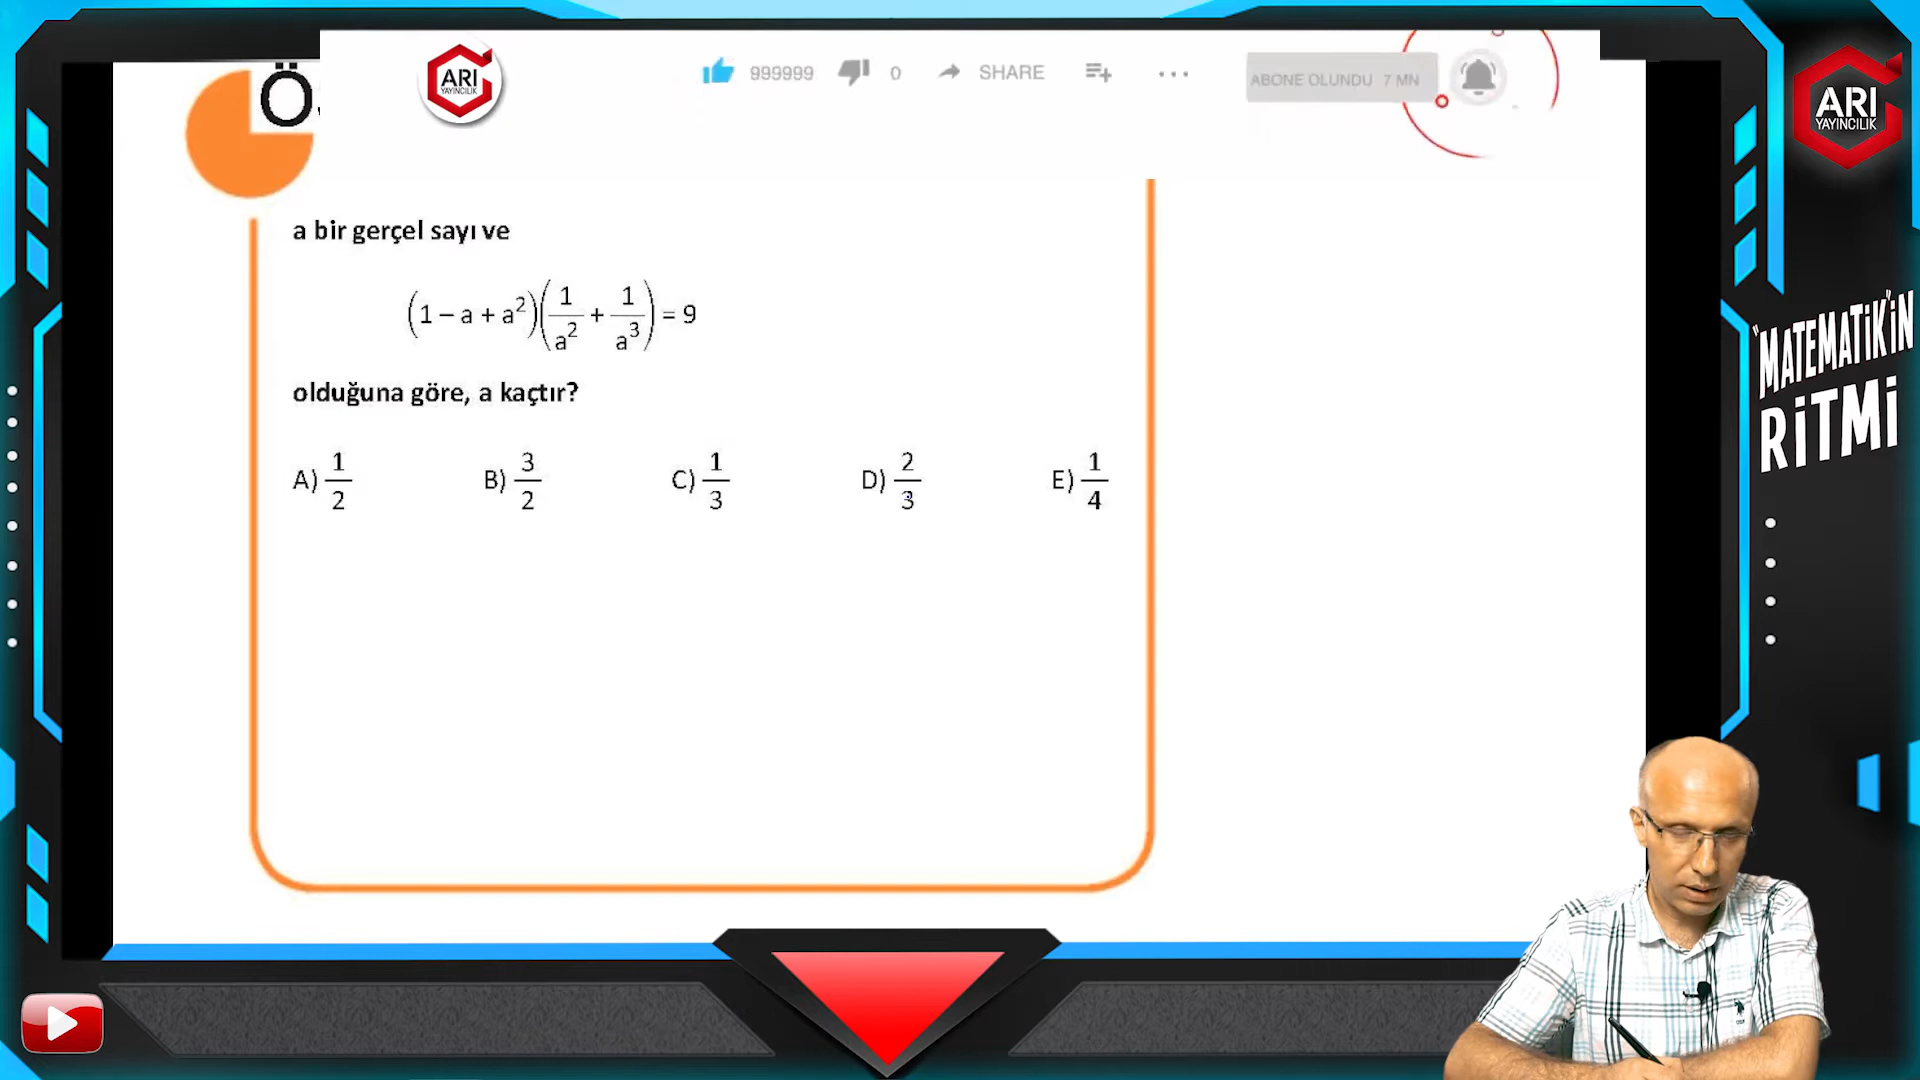 Ö
ARI
YAYINCILIK
999999
0
SHARE
ABONE OLUNDU 7 MN
ARI
YAYINCILIK
a bir gerçel sayı ve
(1 – a + a²)(1/a² + 1/a³) = 9
olduğuna göre, a kaçtır?
A) 1/2 B) 3/2 C) 1/3 D) 2/3 E) 1/4
"MATEMATİK"İN
RİTMİ